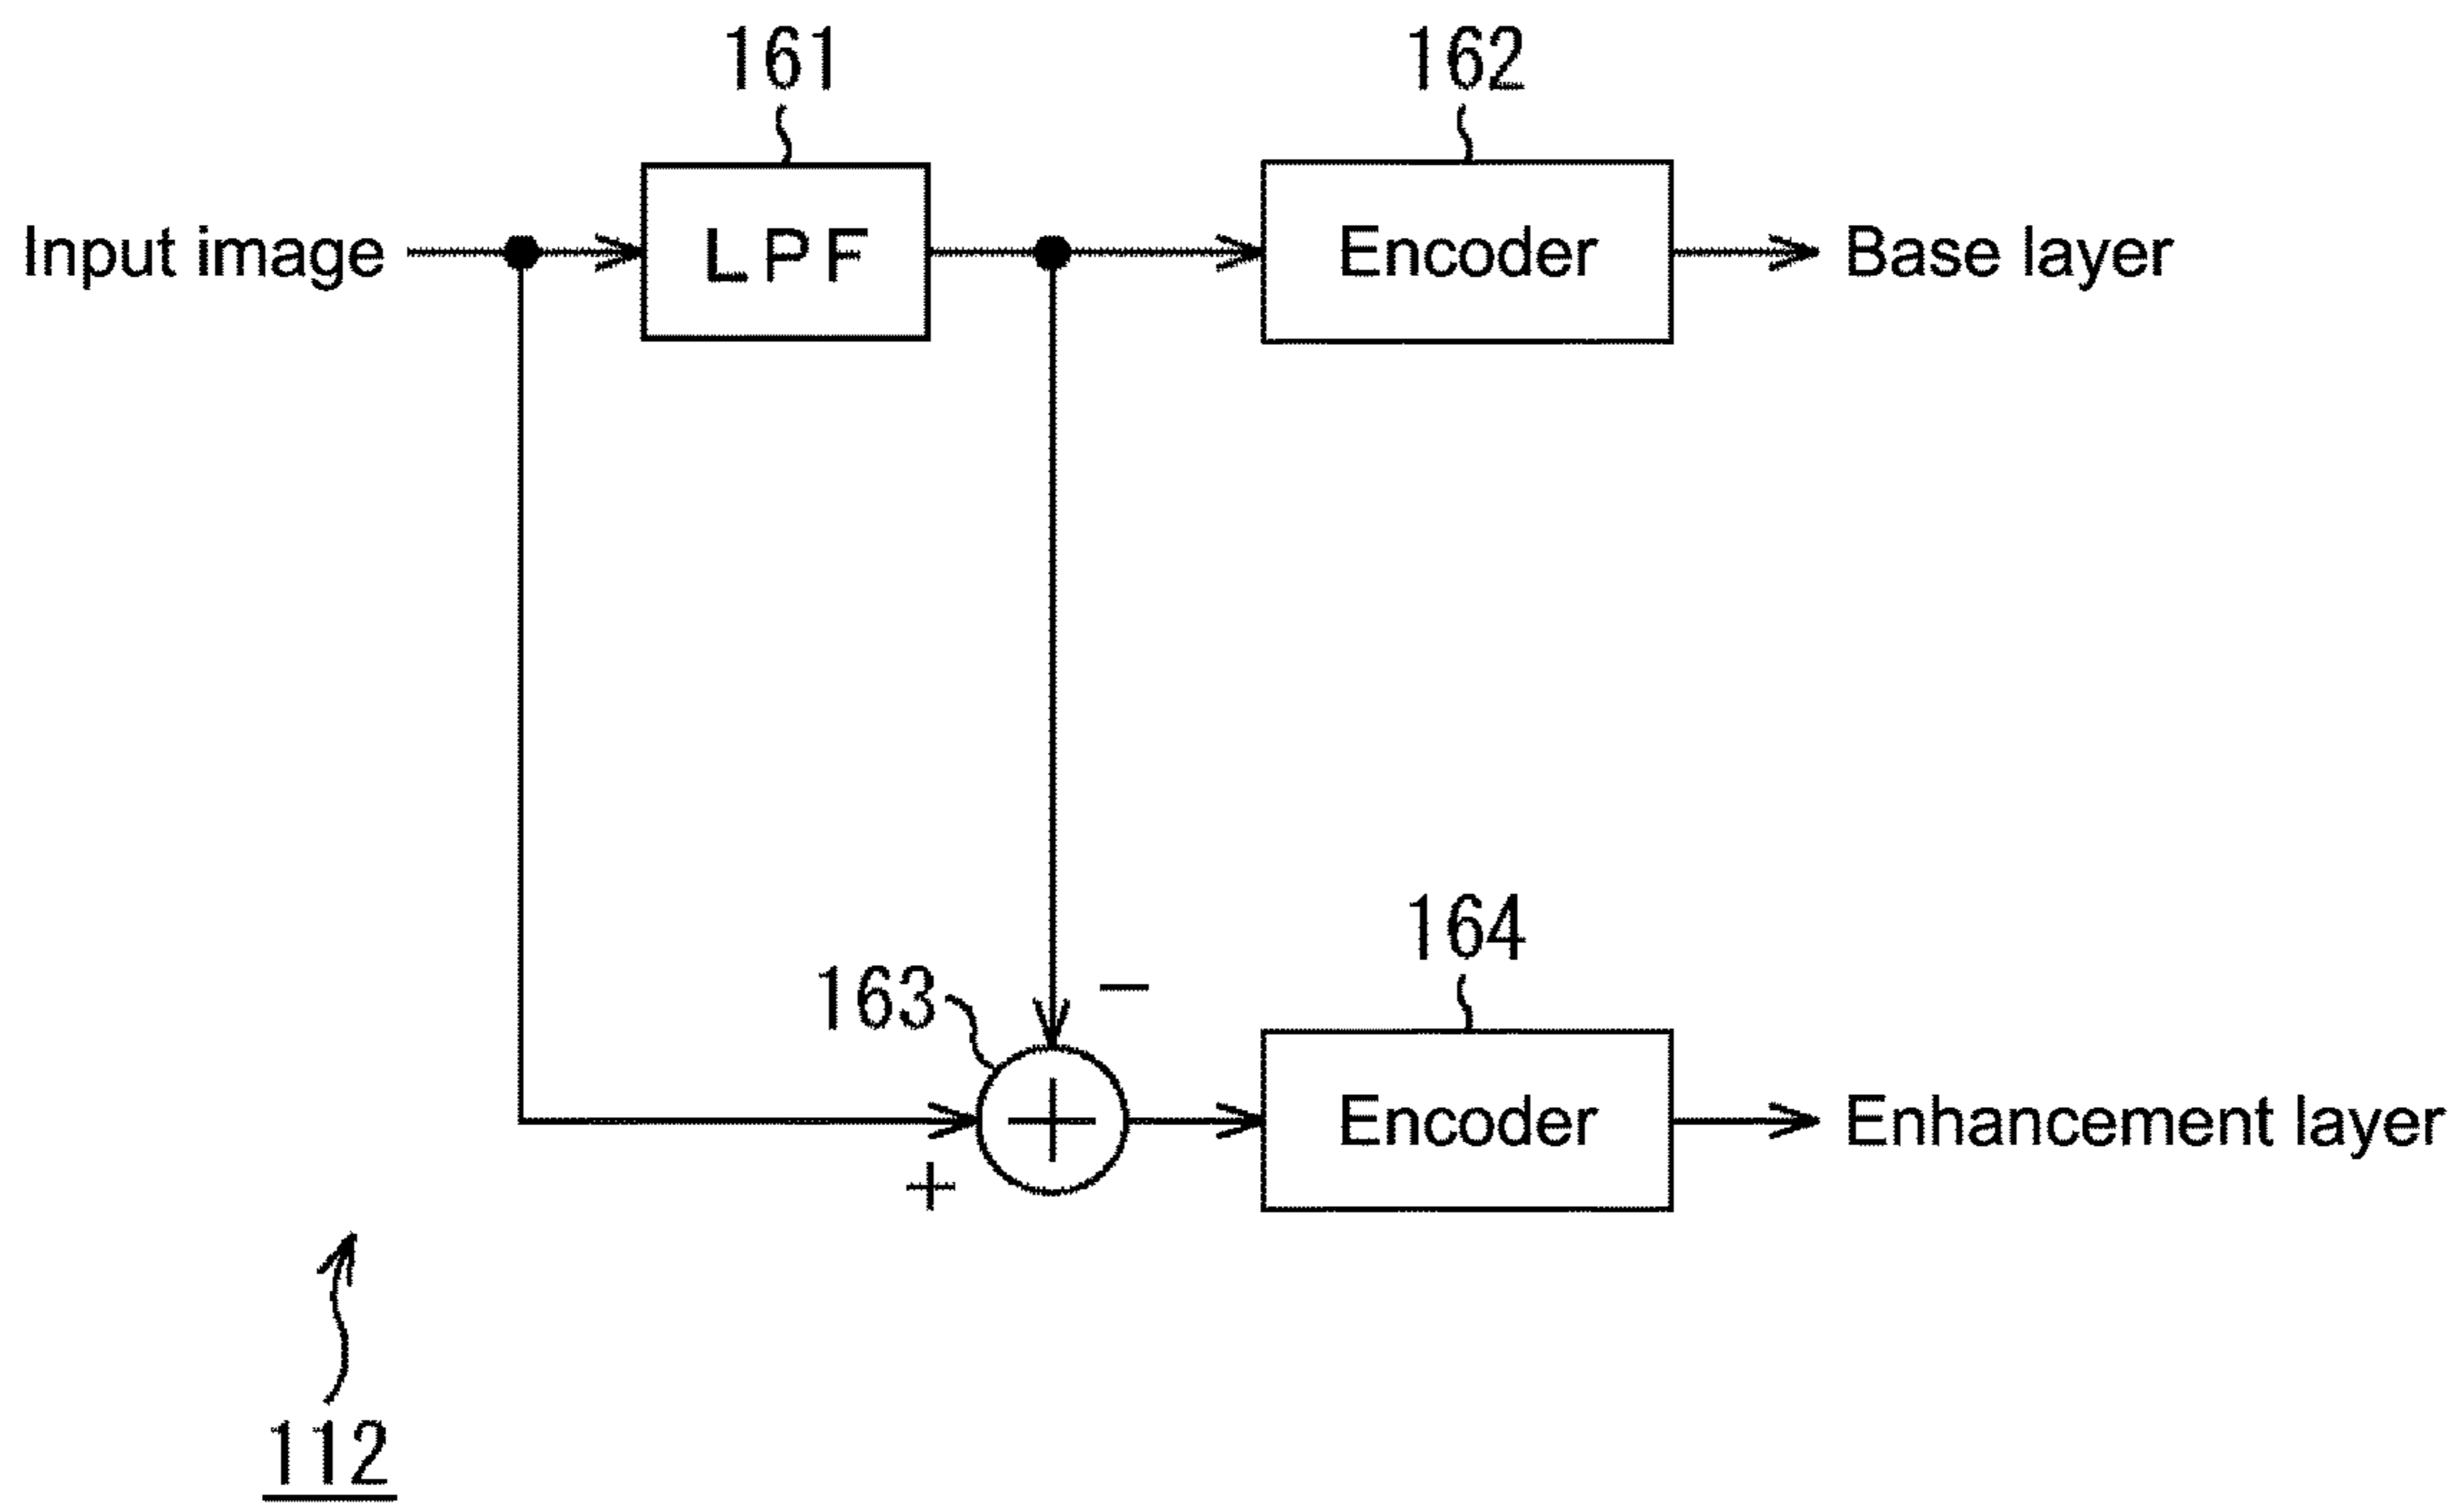 161
162
Input image
LPF
Encoder
Base layer
163
−
164
+
Encoder
Enhancement layer
+
112